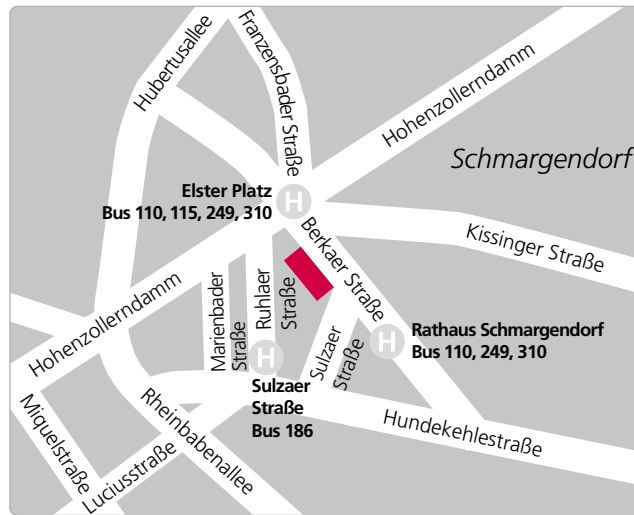 Hubertusallee
Franzensbader Straße
Hohenzollerndamm
Schmargendorf
Elster Platz
Bus 110, 115, 249, 310
H
Berkaer Straße
Kissinger Straße
Hohenzollerndamm
Marienbader
Straße
Ruhlaer
Straße
H
Sulzaer
Straße
H
Rathaus Schmargendorf
Bus 110, 249, 310
Sulzaer
Straße
Bus 186
Miquelstraße
Luciusstraße
Rheinbabenallee
Hundekehlestraße